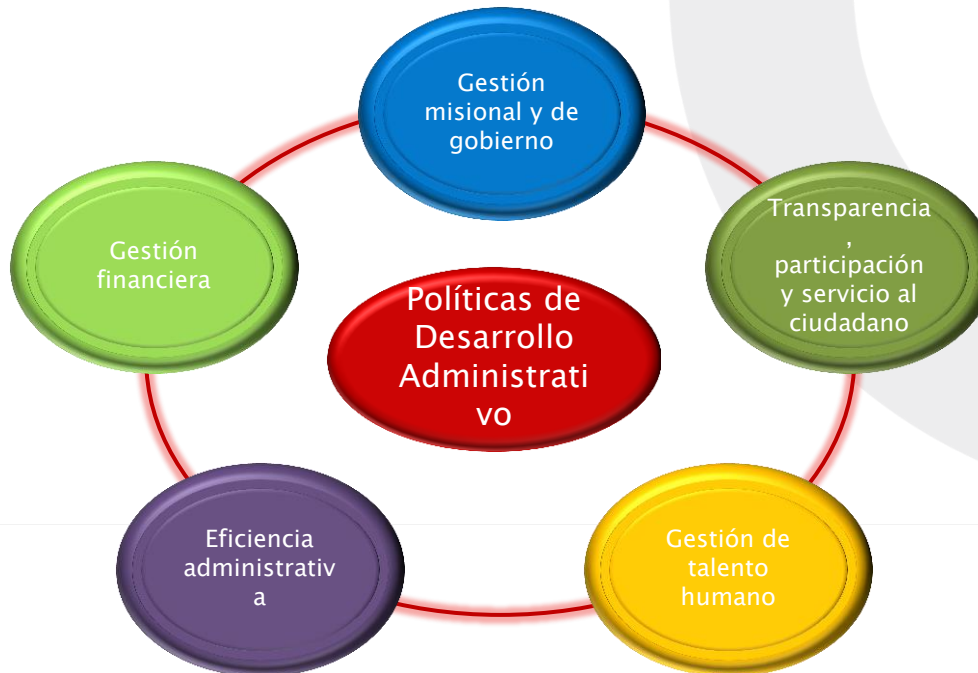 Gestión
misional y de
gobierno
Transparencia
,
participación
y servicio al
ciudadano
Gestión de
talento
humano
Eficiencia
administrativ
a
Gestión
financiera
Políticas de
Desarrollo
Administrati
vo